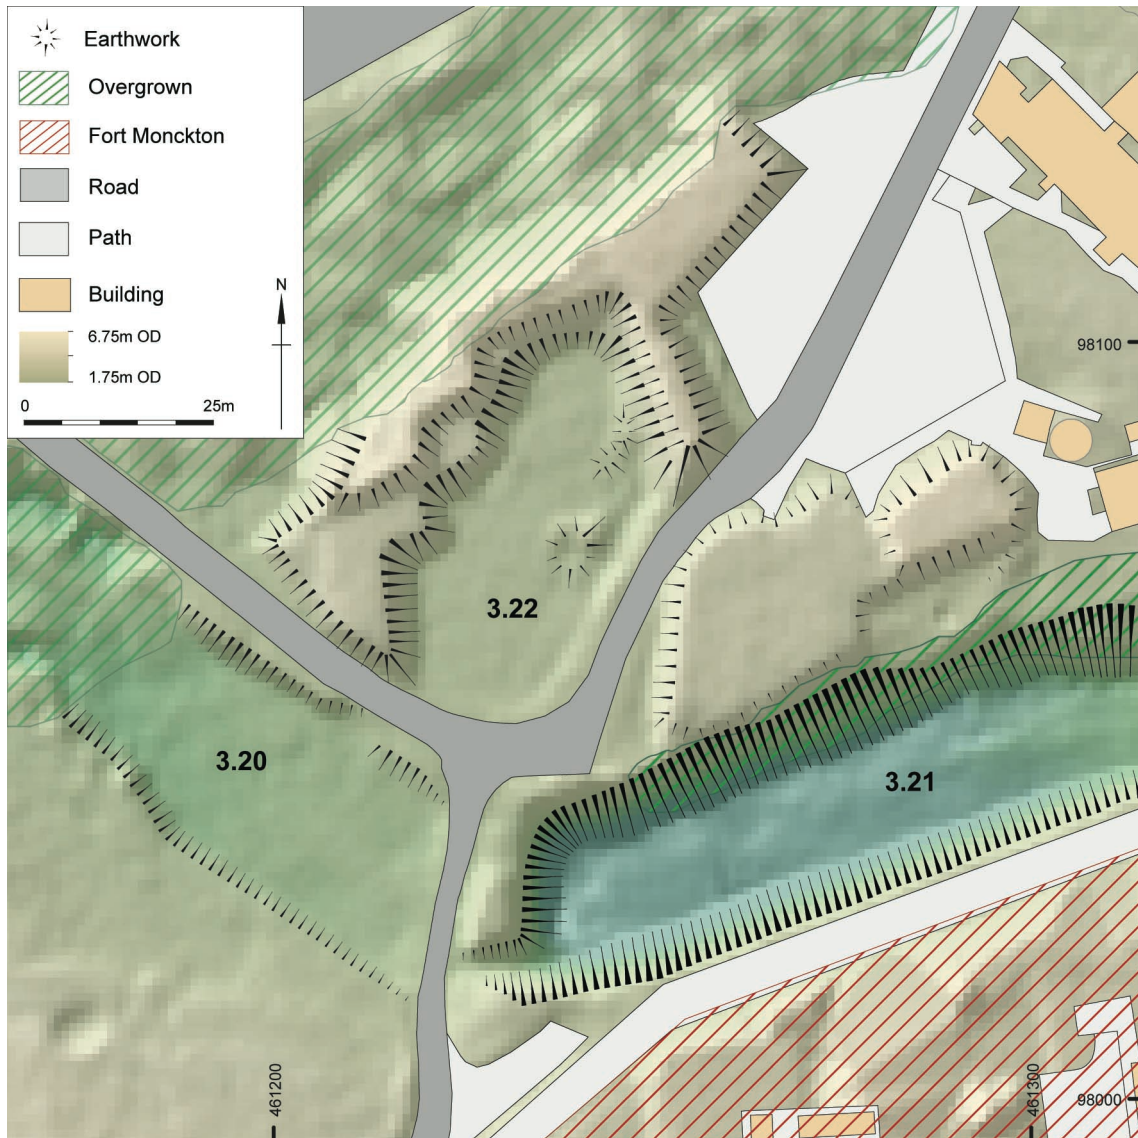 Earthwork
Overgrown
Fort Monckton
Road
Path
Building
6.75m OD
1.75m OD
0 25m
N
98100
3.22
3.20
3.21
461200
461300
98000